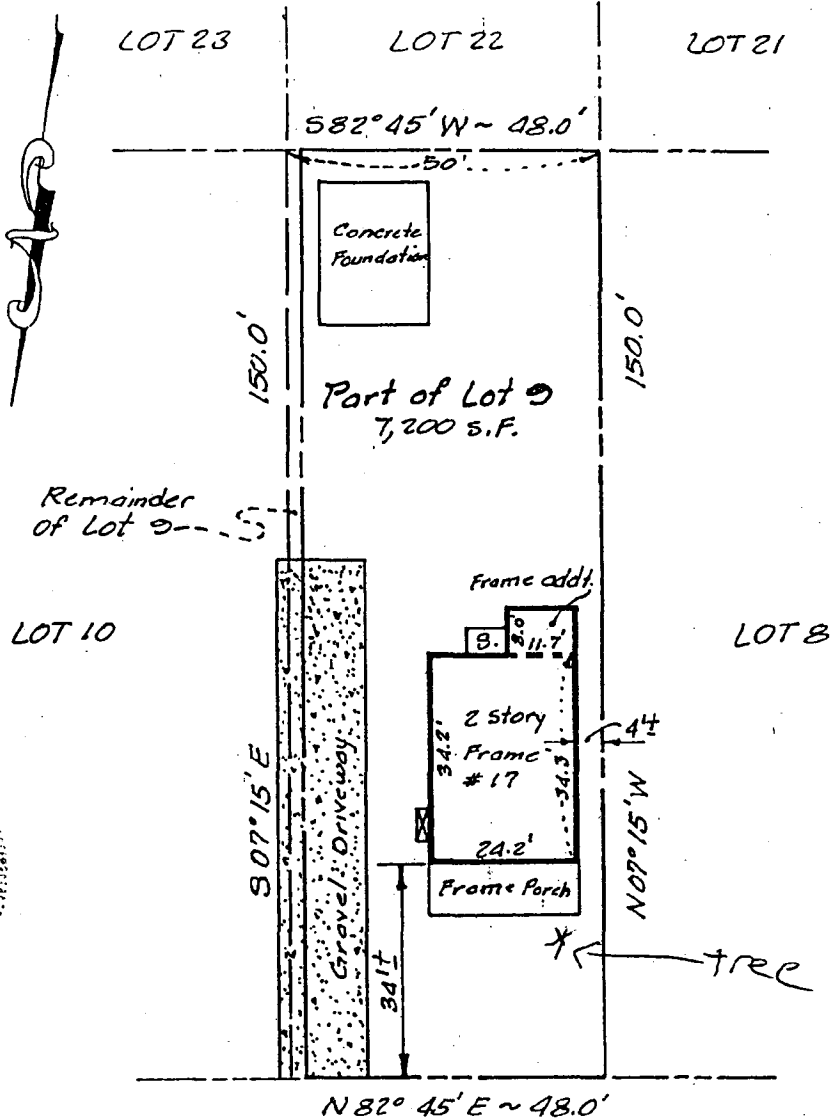 LOT 23
LOT 22
LOT 21
S82°45'W ~ 48.0'
50'
Concrete
Foundation
150.0'
150.0'
Part of Lot 9
7,200 S.F.
Remainder
of Lot 9
Frame addt.
LOT 10
8.0'
11.7'
S.
LOT 8
2 Story
Frame
# 17
34.2'
34.3'
4'±
24.2'
S07°15'E
Gravel Driveway
N07°15'W
Frame Porch
34'±
tree
N82°45'E ~ 48.0'